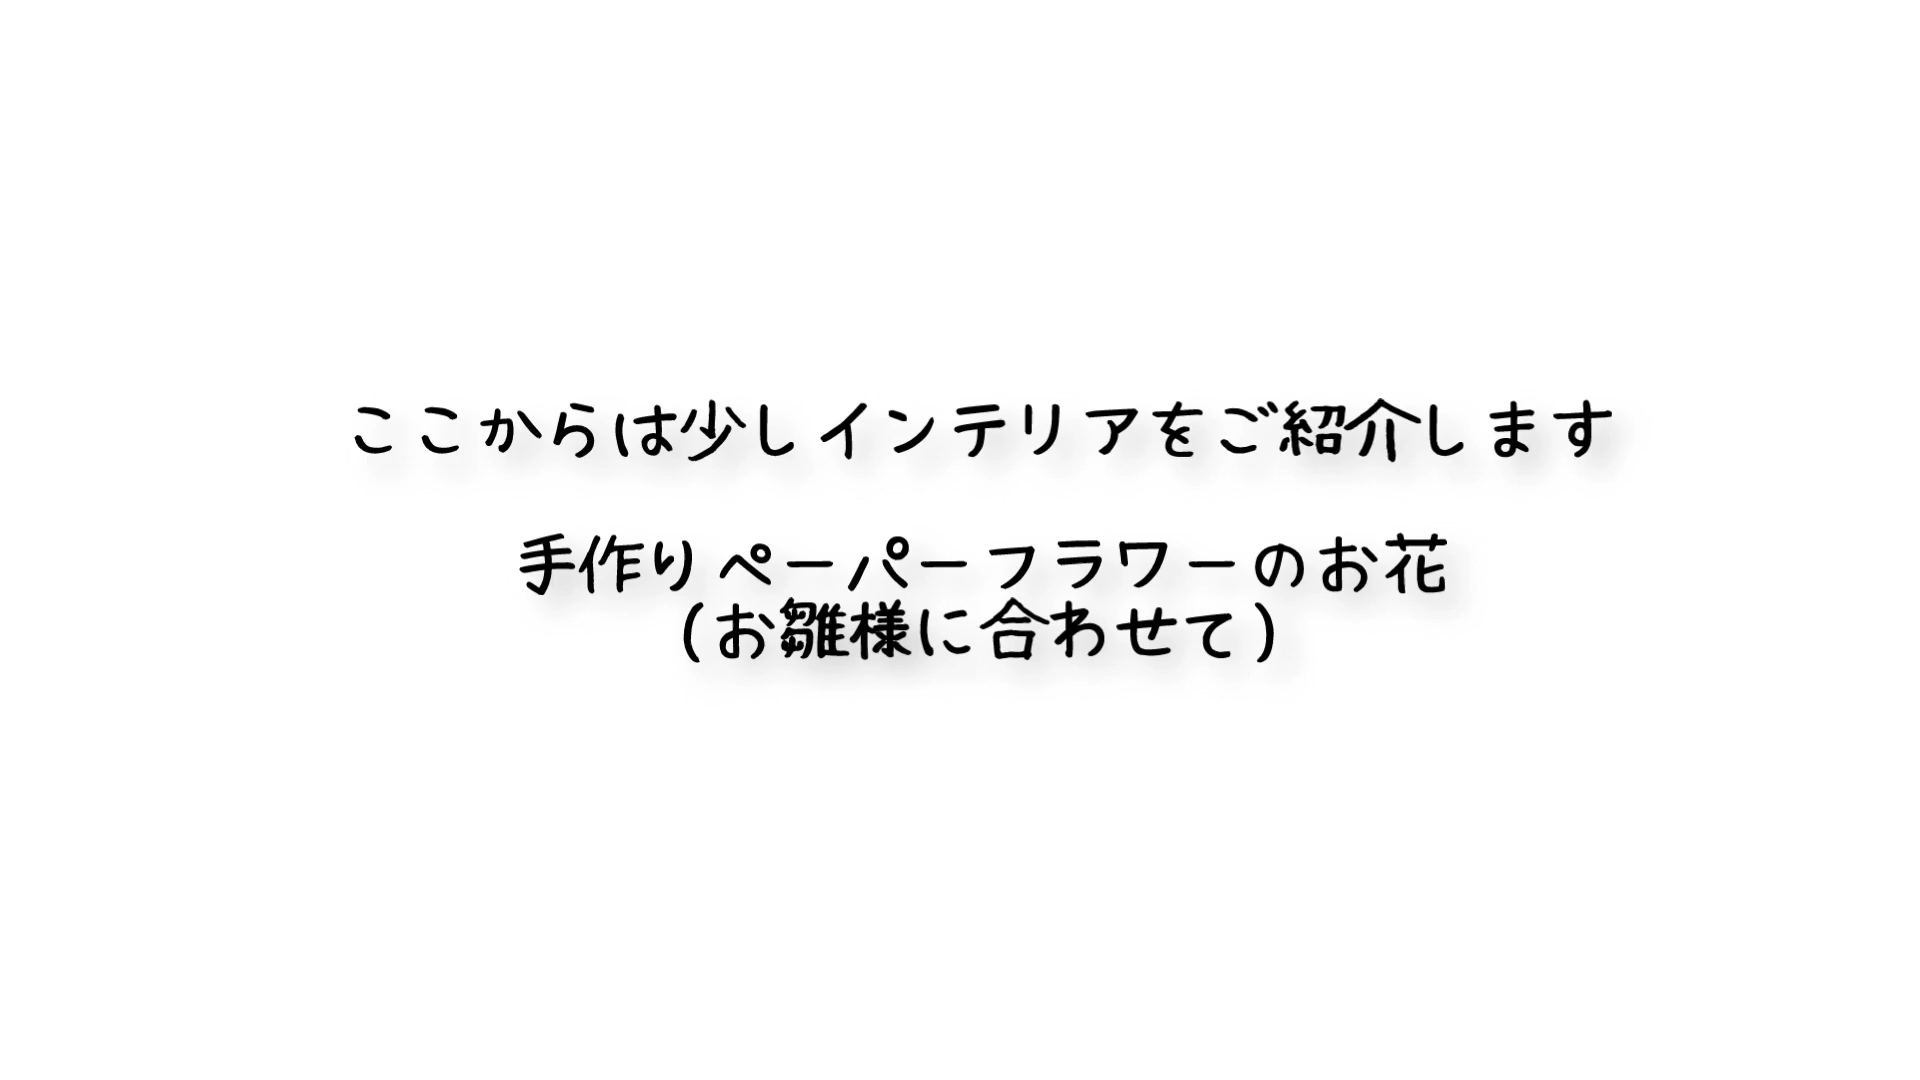 ここからは少しインテリアをご紹介します
手作りペーパーフラワーのお花
(お雛様に合わせて)